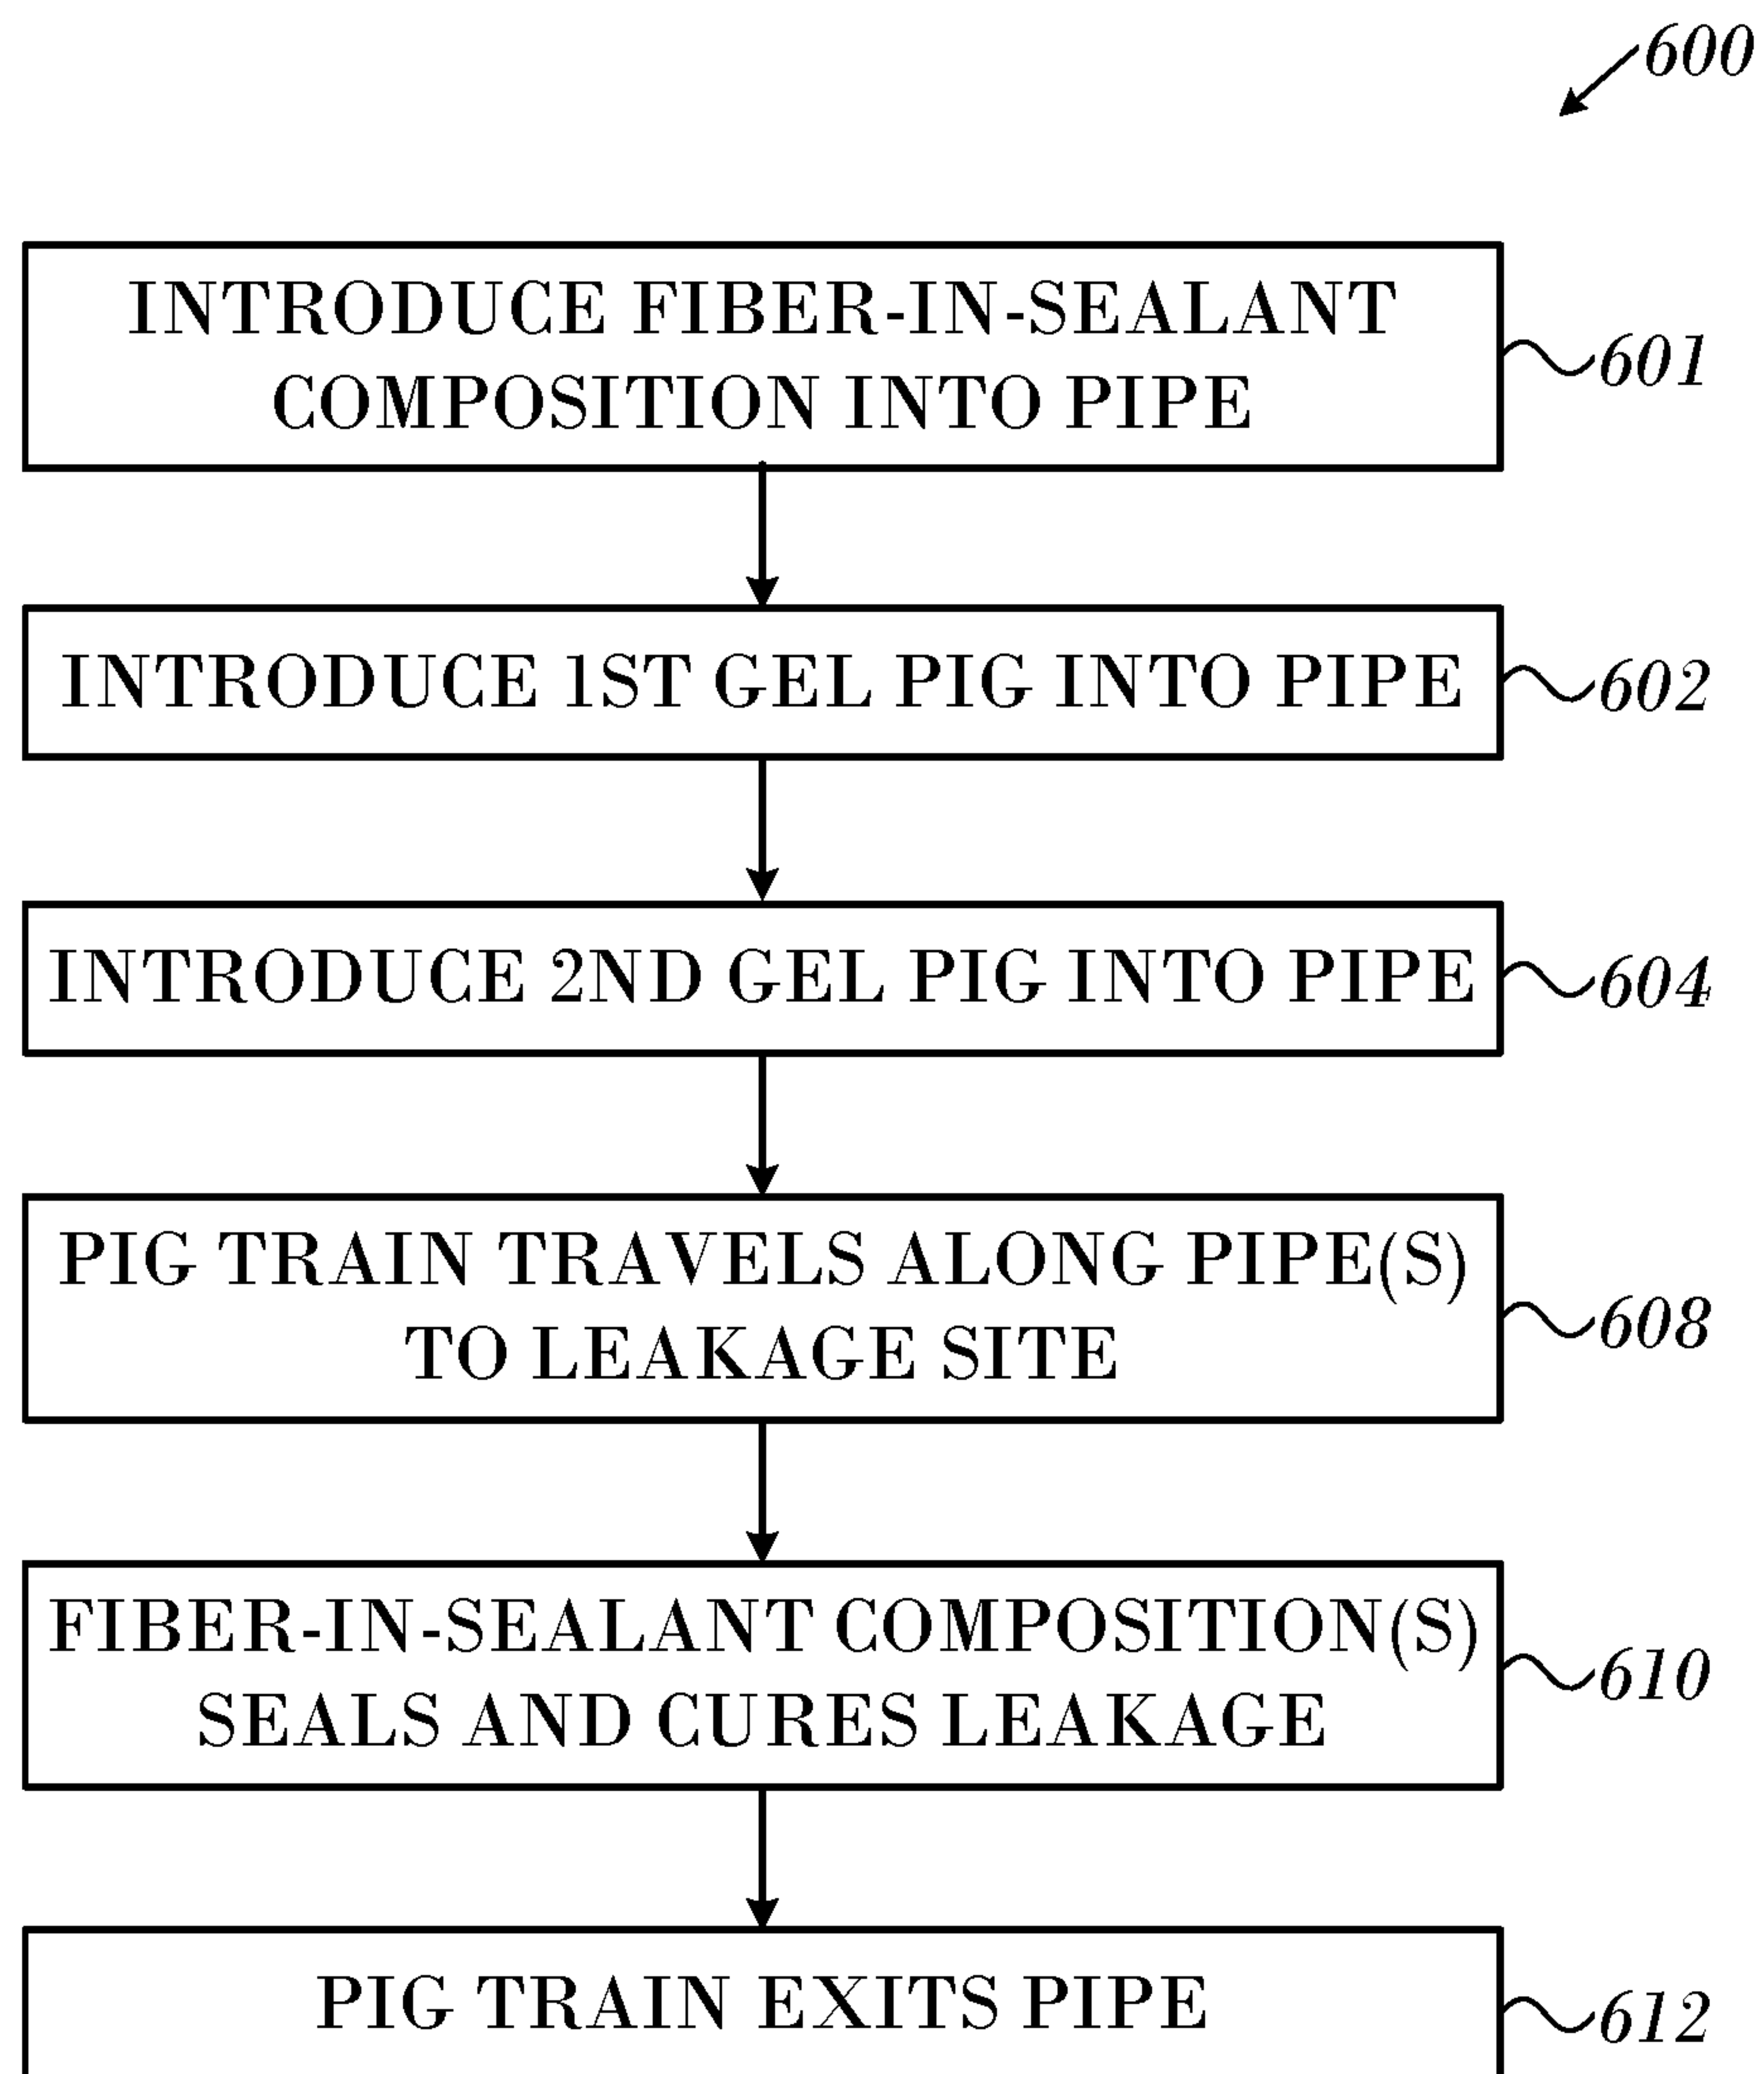 600
INTRODUCE FIBER-IN-SEALANT
COMPOSITION INTO PIPE
601
INTRODUCE 1ST GEL PIG INTO PIPE
602
INTRODUCE 2ND GEL PIG INTO PIPE
604
PIG TRAIN TRAVELS ALONG PIPE(S)
TO LEAKAGE SITE
608
FIBER-IN-SEALANT COMPOSITION(S)
SEALS AND CURES LEAKAGE
610
PIG TRAIN EXITS PIPE
612